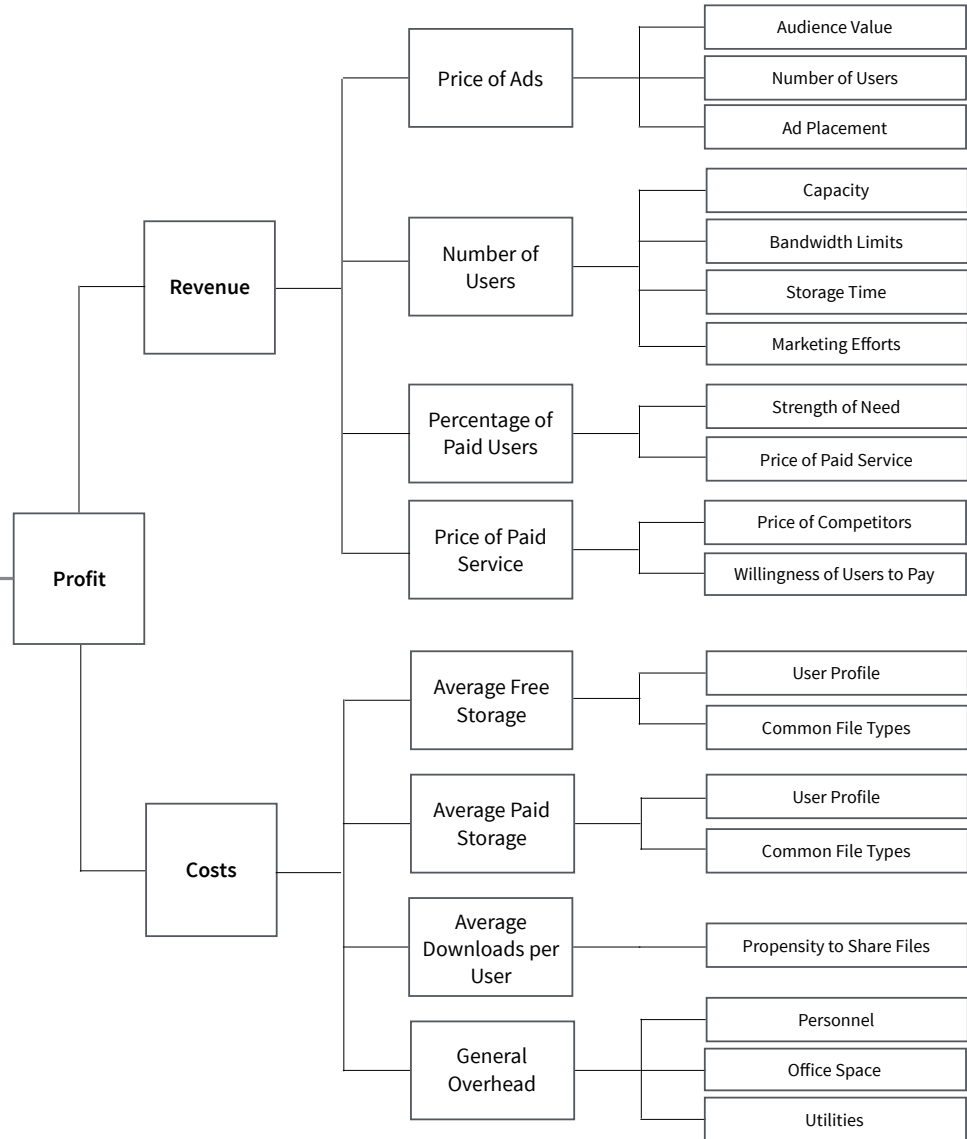 Profit
Revenue
Price of Ads
Audience Value
Number of Users
Ad Placement
Number of
Users
Capacity
Bandwidth Limits
Storage Time
Marketing Efforts
Percentage of
Paid Users
Strength of Need
Price of Paid Service
Price of Paid
Service
Price of Competitors
Willingness of Users to Pay
Costs
Average Free
Storage
User Profile
Common File Types
Average Paid
Storage
User Profile
Common File Types
Average
Downloads per
User
Propensity to Share Files
General
Overhead
Personnel
Office Space
Utilities